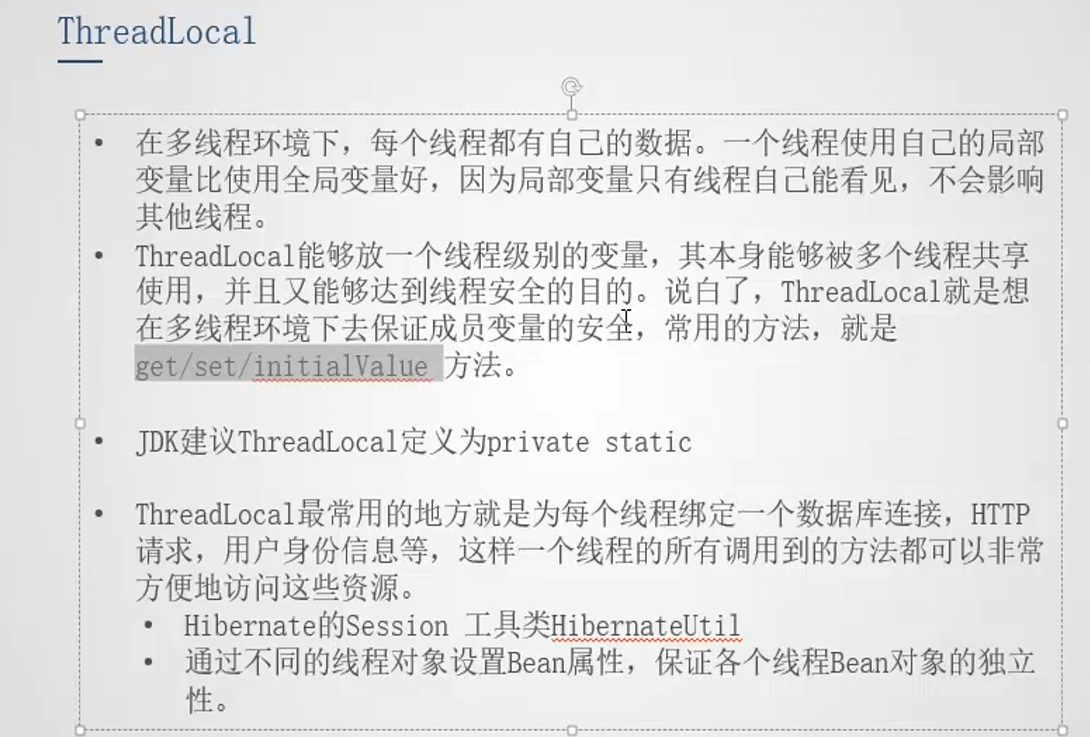 ThreadLocal
• 在多线程环境下，每个线程都有自己的数据。一个线程使用自己的局部
变量比使用全局变量好，因为局部变量只有线程自己能看见，不会影响
其他线程。
• ThreadLocal能够放一个线程级别的变量，其本身能够被多个线程共享
使用，并且又能够达到线程安全的目的。说白了，ThreadLocal就是想
在多线程环境下去保证成员变量的安全，常用的方法，就是
get/set/initialValue 方法。
• JDK建议ThreadLocal定义为private static
• ThreadLocal最常用的地方就是为每个线程绑定一个数据库连接，HTTP
请求，用户身份信息等，这样一个线程的所有调用到的方法都可以非常
方便地访问这些资源。
• Hibernate的Session 工具类HibernateUtil
• 通过不同的线程对象设置Bean属性，保证各个线程Bean对象的独立
性。